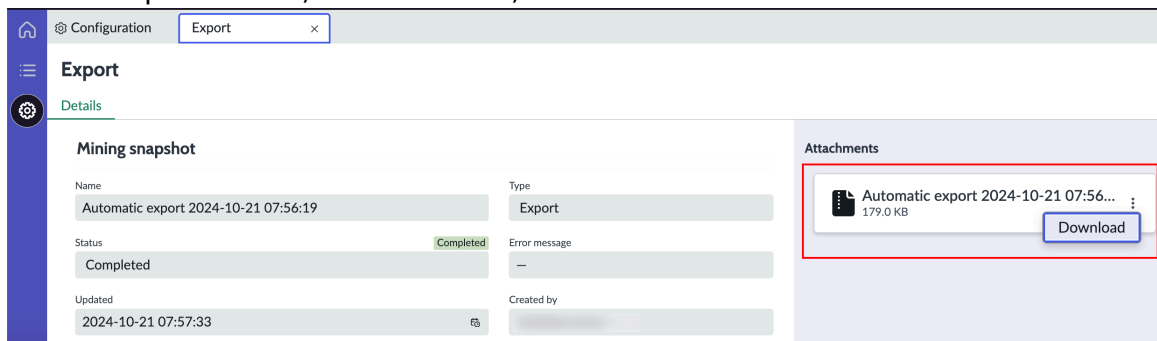 Configuration
Export ×
Export
Details
Mining snapshot
Name
Automatic export 2024-10-21 07:56:19
Type
Export
Status
Completed
Completed
Error message
—
Updated
2024-10-21 07:57:33
Created by
Attachments
Automatic export 2024-10-21 07:56...
179.0 KB
Download